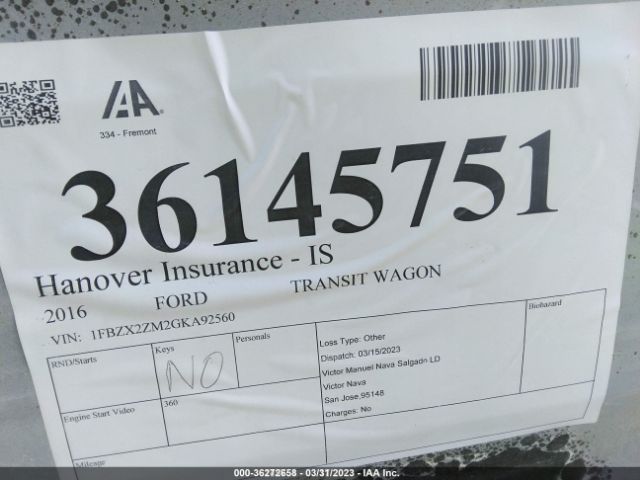 IAA
334 - Fremont
36145751
Hanover Insurance - IS
2016 FORD TRANSIT WAGON
VIN: 1FBZX2ZM2GKA92560
RND/Starts
Keys
NO
Personals
Loss Type: Other
Dispatch: 03/15/2023
Victor Manuel Nava Salgado LD
Victor Nava
San Jose,95148
Charges: No
Biohazard
Engine Start Video
360
Mileage
000-36272658 - 03/31/2023 - IAA Inc.